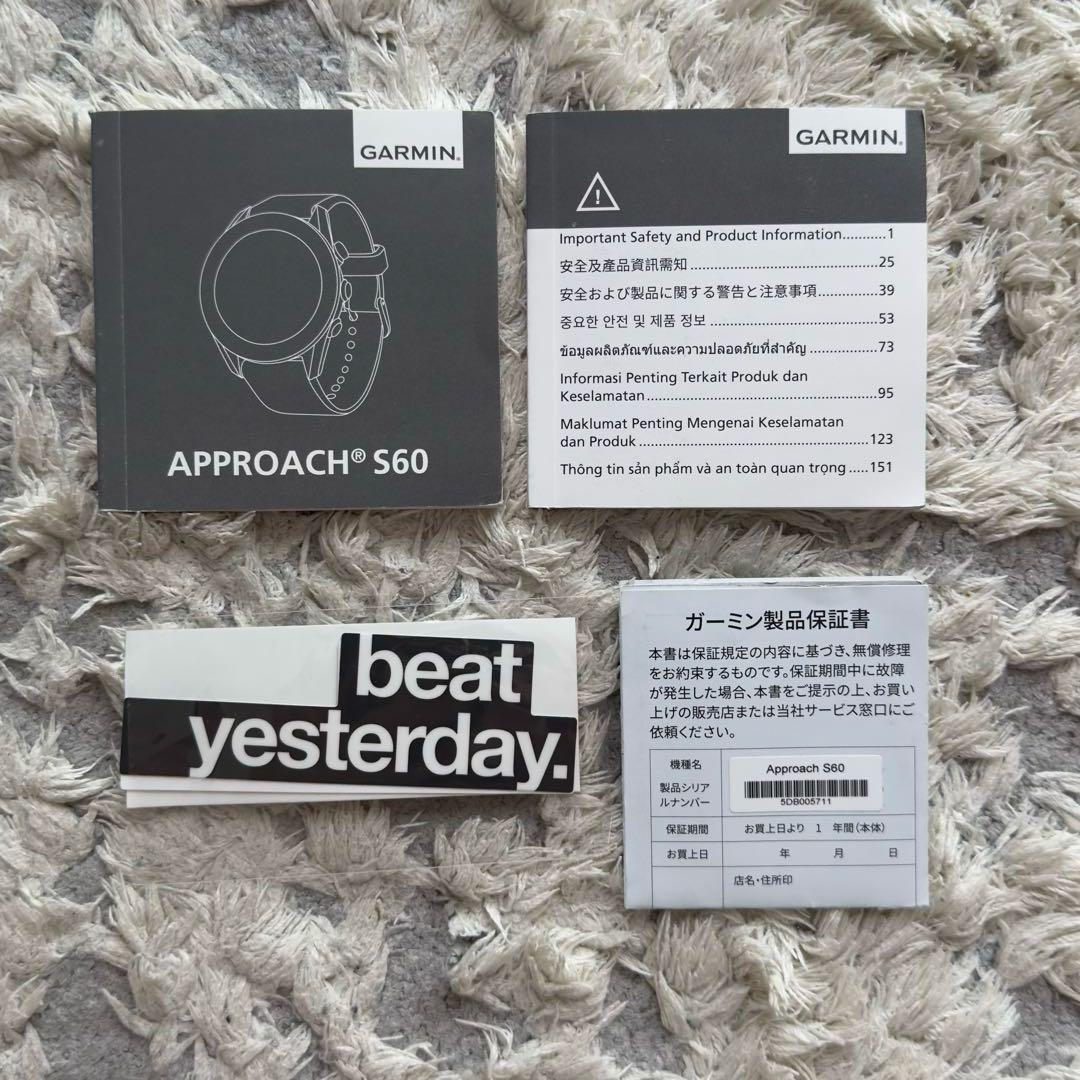 GARMIN®
APPROACH® S60
GARMIN®
Important Safety and Product Information...........1
安全及產品資訊需知.............................................25
安全および製品に関する警告と注意事項..............39
중요한 안전 및 제품 정보........................................53
ข้อมูลผลิตภัณฑ์และความปลอดภัยที่สำคัญ................73
Informasi Penting Terkait Produk dan
Keselamatan......................................................95
Maklumat Penting Mengenai Keselamatan
dan Produk......................................................123
Thông tin sản phẩm và an toàn quan trọng.....151
beat
yesterday.
ガーミン製品保証書
本書は保証規定の内容に基づき、無償修理
をお約束するものです。保証期間中に故障
が発生した場合、本書をご提示の上、お買い
上げの販売店または当社サービス窓口にご
依頼ください。
機種名 Approach S60
製品シリア
ルナンバー 5DB005711
保証期間 お買上日より 1 年間(本体)
お買上日 年 月 日
店名・住所印